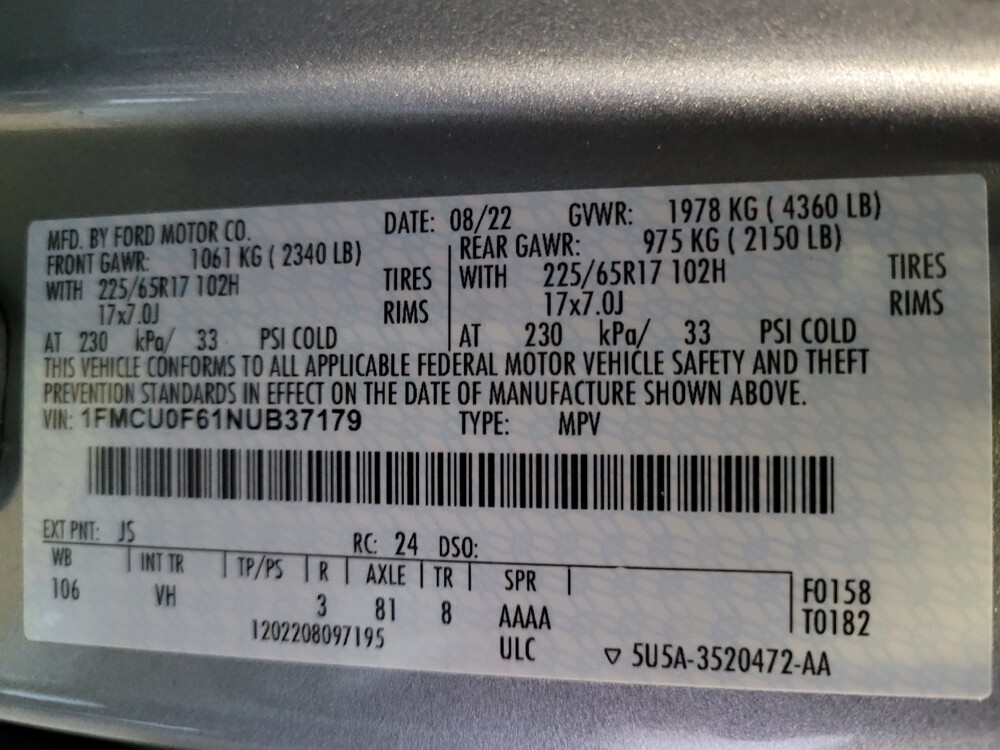 MFD. BY FORD MOTOR CO. DATE: 08/22 GVWR: 1978 KG ( 4360 LB)
FRONT GAWR: 1061 KG ( 2340 LB) REAR GAWR: 975 KG ( 2150 LB)
WITH 225/65R17 102H TIRES WITH 225/65R17 102H TIRES
17x7.0J RIMS 17x7.0J RIMS
AT 230 kPa/ 33 PSI COLD AT 230 kPa/ 33 PSI COLD
THIS VEHICLE CONFORMS TO ALL APPLICABLE FEDERAL MOTOR VEHICLE SAFETY AND THEFT
PREVENTION STANDARDS IN EFFECT ON THE DATE OF MANUFACTURE SHOWN ABOVE.
VIN: 1FMCU0F61NUB37179 TYPE: MPV
EXT PNT: JS RC: 24 DSO:
WB INT TR TP/PS R AXLE TR SPR
106 VH 3 81 8 AAAA F0158
T0182
1202208097195 ULC ▽ 5U5A-3520472-AA